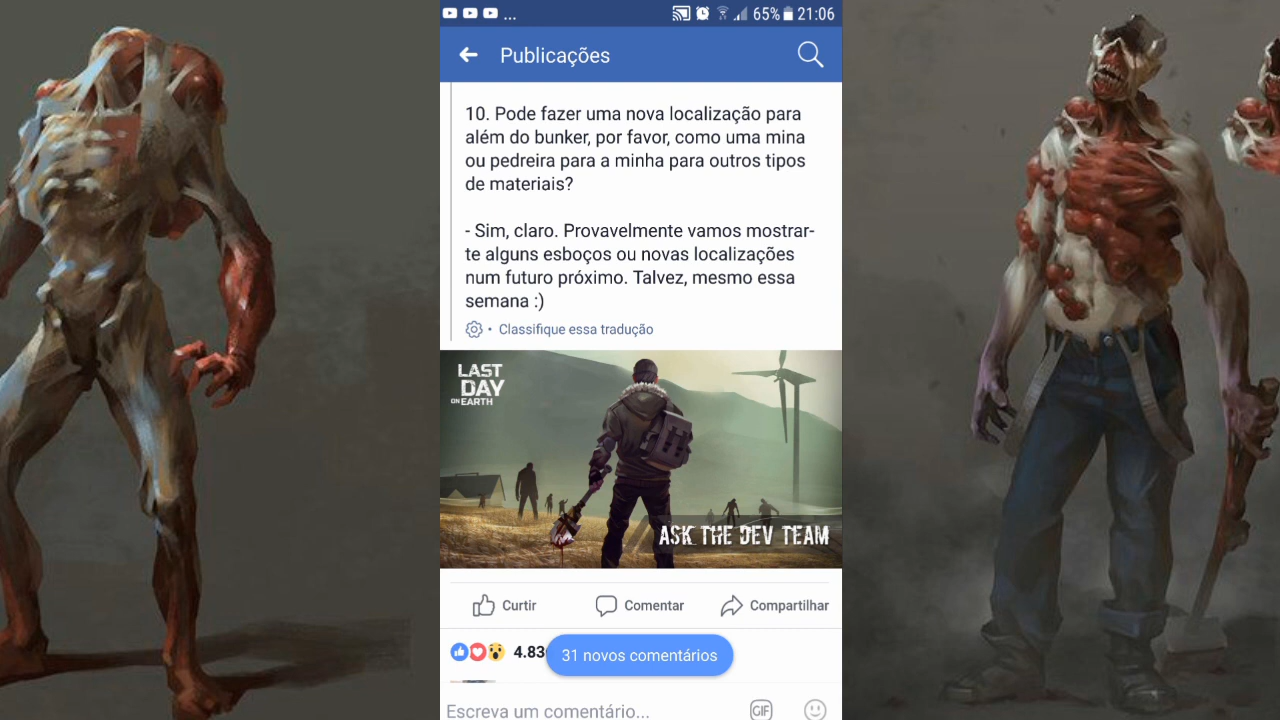 ... 65% 21:06
Publicações
10. Pode fazer uma nova localização para
além do bunker, por favor, como uma mina
ou pedreira para a minha para outros tipos
de materiais?
- Sim, claro. Provavelmente vamos mostrar-
te alguns esboços ou novas localizações
num futuro próximo. Talvez, mesmo essa
semana :)
• Classifique essa tradução
LAST
DAY
ON EARTH
ASK THE DEV TEAM
Curtir Comentar Compartilhar
4.83
31 novos comentários
Escreva um comentário... GIF